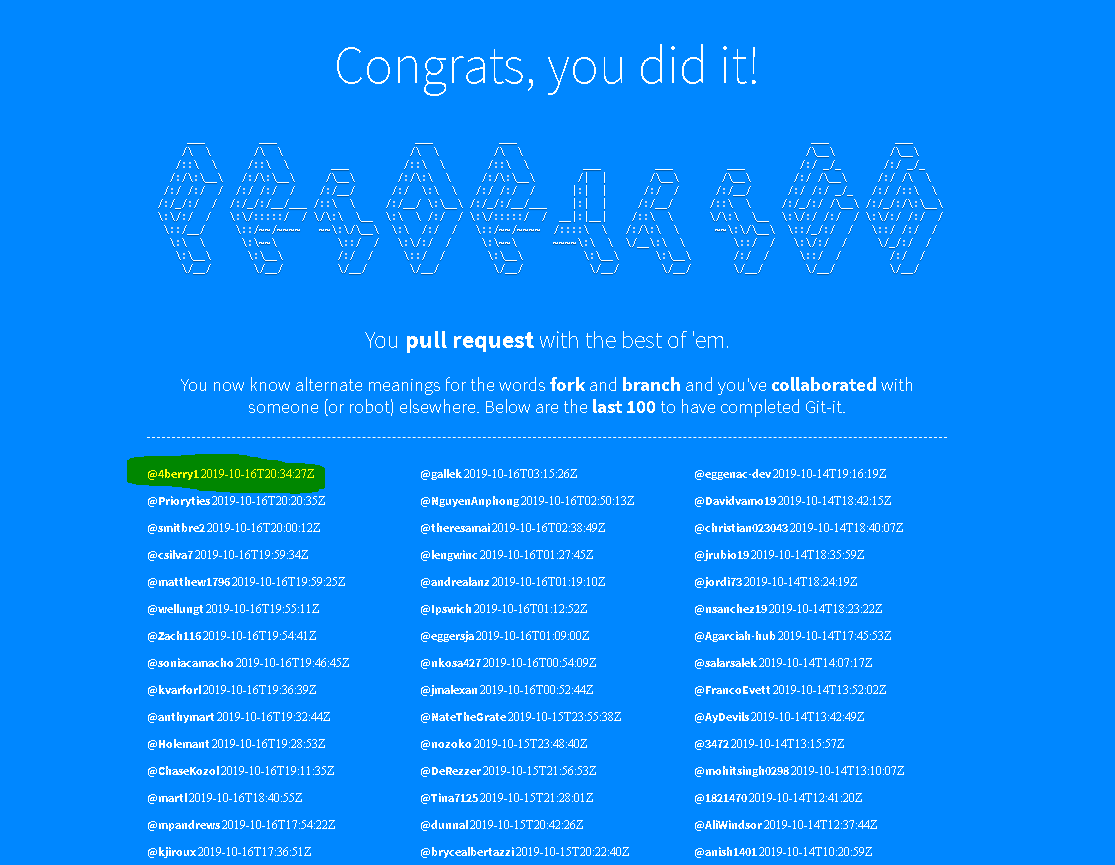 Congrats, you did it!
You pull request with the best of 'em.
You now know alternate meanings for the words fork and branch and you've collaborated with
someone (or robot) elsewhere. Below are the last 100 to have completed Git-it.
@4berry1 2019-10-16T20:34:27Z
@Prioryties 2019-10-16T20:20:35Z
@smitbre2 2019-10-16T20:00:12Z
@csilva7 2019-10-16T19:59:34Z
@matthew1796 2019-10-16T19:59:25Z
@wellungt 2019-10-16T19:55:11Z
@Zach116 2019-10-16T19:54:41Z
@soniacamacho 2019-10-16T19:46:45Z
@kvarforl 2019-10-16T19:36:39Z
@anthymart 2019-10-16T19:32:44Z
@Holemant 2019-10-16T19:28:53Z
@ChaseKozol 2019-10-16T19:11:35Z
@martl 2019-10-16T18:40:55Z
@mpandrews 2019-10-16T17:54:22Z
@kjiroux 2019-10-16T17:36:51Z
@gallek 2019-10-16T03:15:26Z
@NguyenAnphong 2019-10-16T02:50:13Z
@theresamai 2019-10-16T02:38:49Z
@lengwinc 2019-10-16T01:27:45Z
@andrealanz 2019-10-16T01:19:10Z
@Ipswich 2019-10-16T01:12:52Z
@eggersja 2019-10-16T01:09:00Z
@nkosa427 2019-10-16T00:54:09Z
@jmalexan 2019-10-16T00:52:44Z
@NateTheGrate 2019-10-15T23:55:38Z
@nozoko 2019-10-15T23:48:40Z
@DeRezzer 2019-10-15T21:56:53Z
@Tina7125 2019-10-15T21:28:01Z
@dunnal 2019-10-15T20:42:26Z
@brycealbertazzi 2019-10-15T20:22:40Z
@eggenac-dev 2019-10-14T19:16:19Z
@Davidvamo19 2019-10-14T18:42:15Z
@christian023043 2019-10-14T18:40:07Z
@jrubio19 2019-10-14T18:35:59Z
@jordi73 2019-10-14T18:24:19Z
@nsanchez19 2019-10-14T18:23:22Z
@Agarciah-hub 2019-10-14T17:45:53Z
@salarsalek 2019-10-14T14:07:17Z
@FrancoEvett 2019-10-14T13:52:02Z
@AyDevils 2019-10-14T13:42:49Z
@3472 2019-10-14T13:15:57Z
@mohitsingh0298 2019-10-14T13:10:07Z
@1821470 2019-10-14T12:41:20Z
@AliWindsor 2019-10-14T12:37:44Z
@anish1401 2019-10-14T10:20:59Z